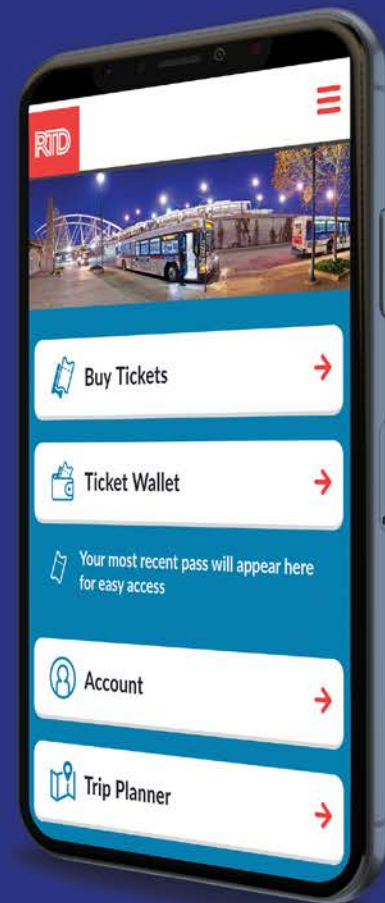 RTD
Buy Tickets
Ticket Wallet
Your most recent pass will appear here
for easy access
Account
Trip Planner